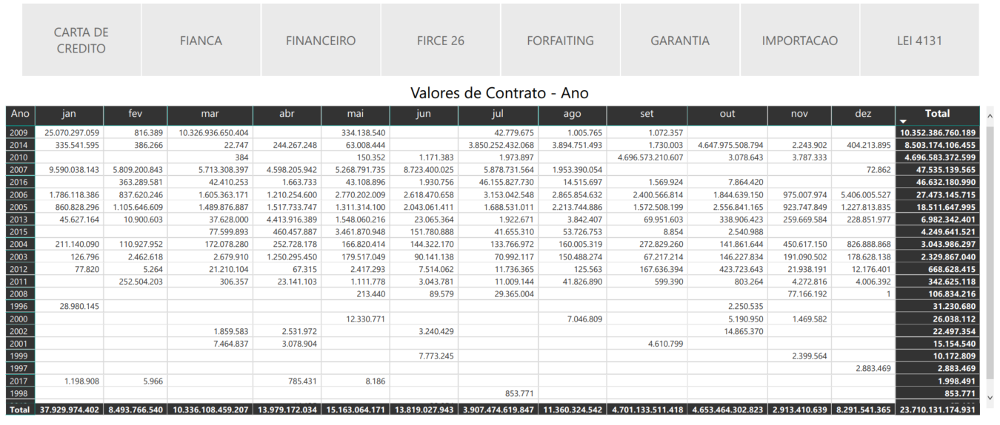 CARTA DE
CREDITO
FIANCA
FINANCEIRO
FIRCE 26
FORFAITING
GARANTIA
IMPORTACAO
LEI 4131
Valores de Contrato - Ano
Ano jan fev mar abr mai jun jul ago set out nov dez Total
2009 25.070.297.059 816.389 10.326.936.650.404 334.138.540 42.779.675 1.005.765 1.072.357 10.352.386.760.189
2014 335.541.595 386.266 22.747 244.267.248 63.008.444 3.850.252.432.068 3.894.751.493 1.730.003 4.647.975.508.794 2.243.902 404.213.895 8.503.174.106.455
2010 384 150.352 1.171.383 1.973.897 4.696.573.210.607 3.078.643 3.787.333 4.696.583.372.599
2007 9.590.038.143 5.809.200.843 5.713.308.397 4.598.205.942 5.268.791.735 8.723.400.025 5.878.731.564 1.953.390.054 72.862 47.535.139.565
2016 363.289.581 42.410.253 1.663.733 43.108.896 1.930.756 46.155.827.730 14.515.697 1.569.924 7.864.420 46.632.180.990
2006 1.786.118.386 837.620.246 1.605.363.171 1.210.254.600 2.770.202.009 2.618.470.658 3.153.042.548 2.865.854.632 2.400.566.814 1.844.639.150 975.007.974 5.406.005.527 27.473.145.715
2005 860.828.296 1.105.646.609 1.489.876.887 1.517.733.747 1.311.314.100 2.043.061.411 1.688.531.011 2.213.744.886 1.572.508.199 2.556.841.165 923.747.849 1.227.813.835 18.511.647.995
2013 45.627.164 10.900.603 37.628.000 4.413.916.389 1.548.060.216 23.065.364 1.922.671 3.842.407 69.951.603 338.906.423 259.669.584 228.851.977 6.982.342.401
2015 77.599.893 460.457.887 3.461.870.948 151.780.888 41.655.310 53.726.753 8.854 2.540.988 4.249.641.521
2004 211.140.090 110.927.952 172.078.280 252.728.178 166.820.414 144.322.170 133.766.972 160.005.319 272.829.260 141.861.644 450.617.150 826.888.868 3.043.986.297
2003 126.796 2.462.618 2.679.910 1.250.295.450 179.517.049 90.141.138 70.992.117 150.488.274 67.217.214 146.227.834 191.090.502 178.628.138 2.329.867.040
2012 77.820 5.264 21.210.104 67.315 2.417.293 7.514.062 11.736.365 125.563 167.636.394 423.723.643 21.938.191 12.176.401 668.628.415
2011 252.504.203 306.357 23.141.103 1.111.778 3.043.781 11.009.144 41.826.890 599.390 803.264 4.272.816 4.006.392 342.625.118
2008 213.440 89.579 29.365.004 77.166.192 1 106.834.216
1996 28.980.145 2.250.535 31.230.680
2000 12.330.771 7.046.809 5.190.950 1.469.582 26.038.112
2002 1.859.583 2.531.972 3.240.429 14.865.370 22.497.354
2001 7.464.837 3.078.904 4.610.799 15.154.540
1999 7.773.245 2.399.564 10.172.809
1997 2.883.469 2.883.469
2017 1.198.908 5.966 785.431 8.186 1.998.491
1998 853.771 853.771
Total 37.929.974.402 8.493.766.540 10.336.108.459.207 13.979.172.034 15.163.064.171 13.819.027.943 3.907.474.619.847 11.360.324.542 4.701.133.511.418 4.653.464.302.823 2.913.410.639 8.291.541.365 23.710.131.174.931